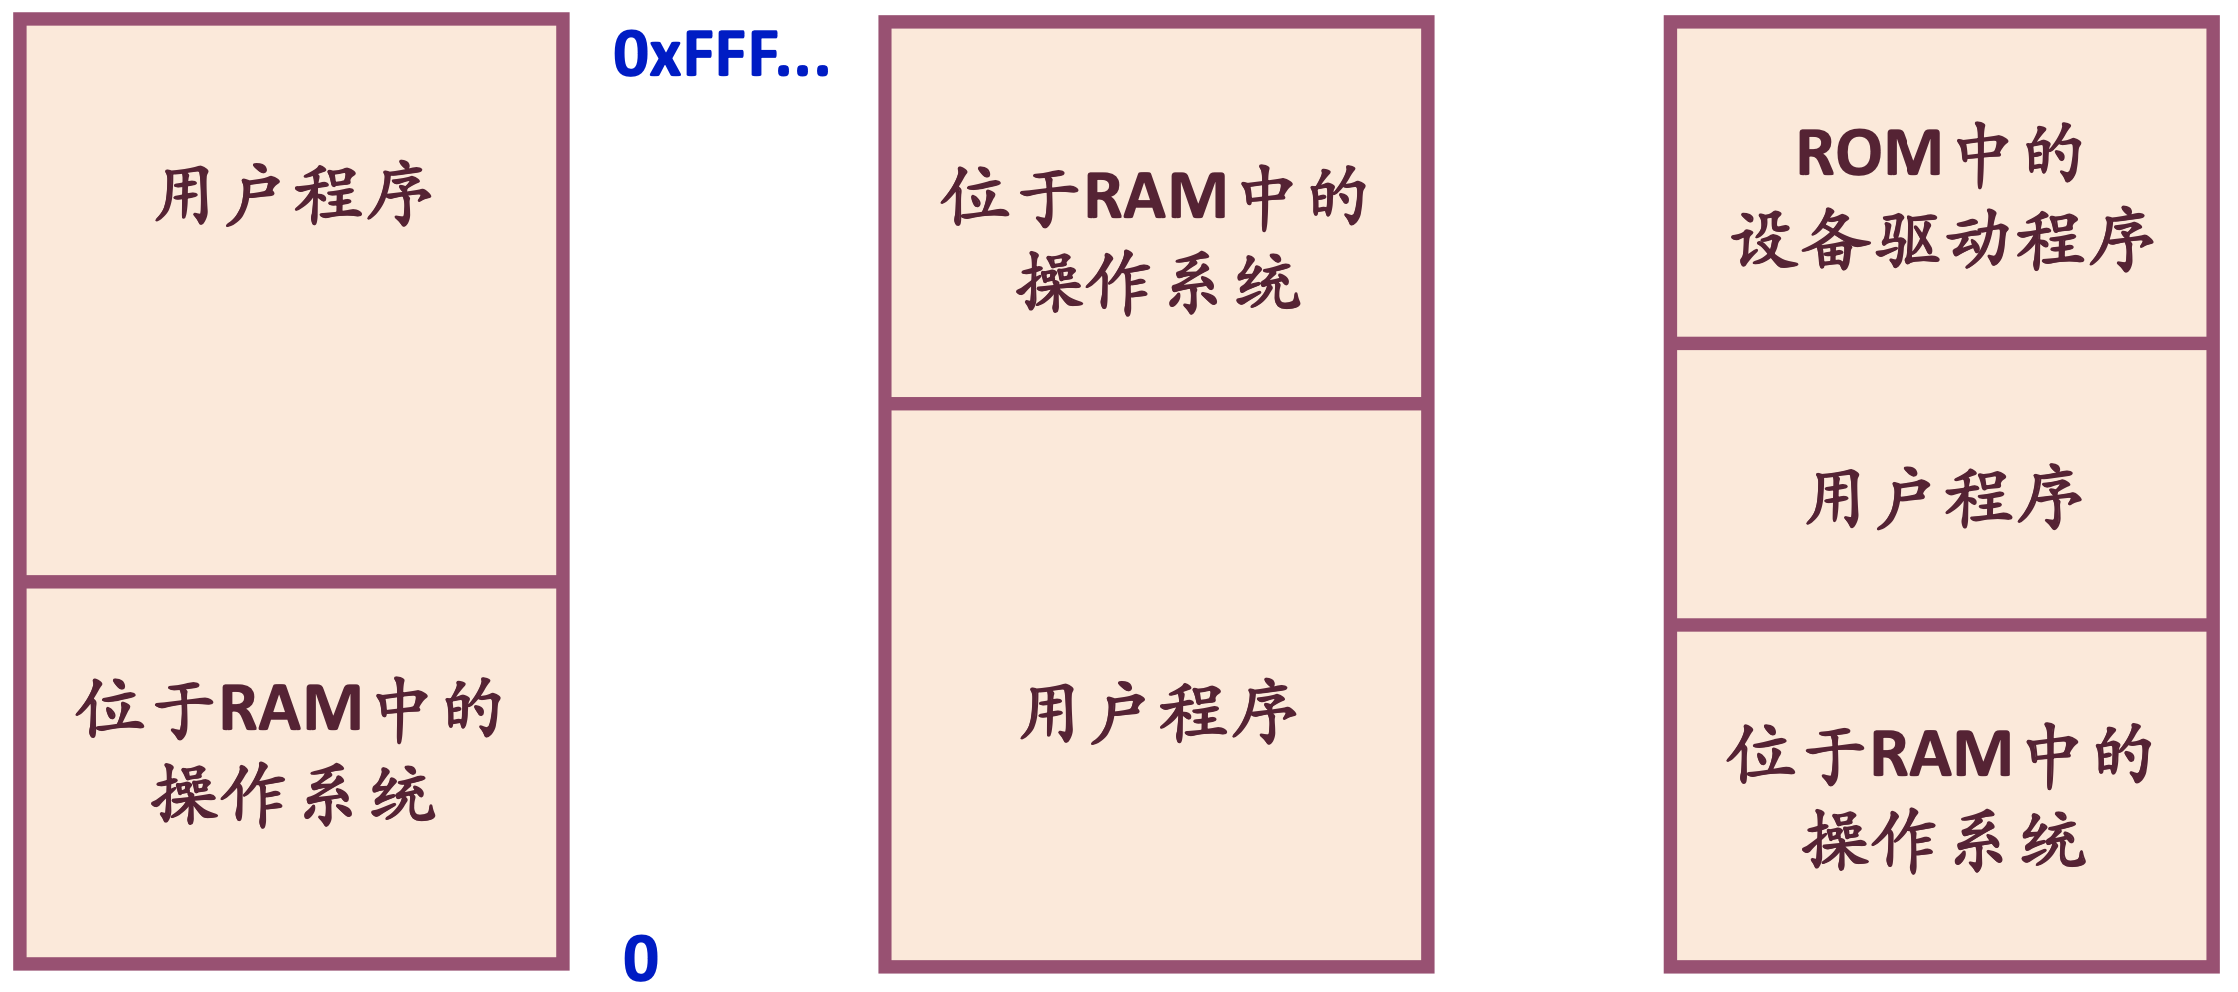 用户程序
位于RAM中的
操作系统
0xFFF...
0
位于RAM中的
操作系统
用户程序
ROM中的
设备驱动程序
用户程序
位于RAM中的
操作系统